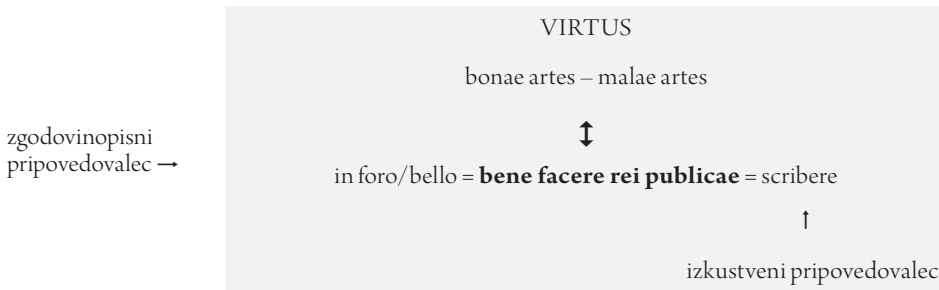 VIRTUS
bonae artes – malae artes
↕
zgodovinopisni
pripovedovalec →
in foro/bello = bene facere rei publicae = scribere
↑
izkustveni pripovedovalec